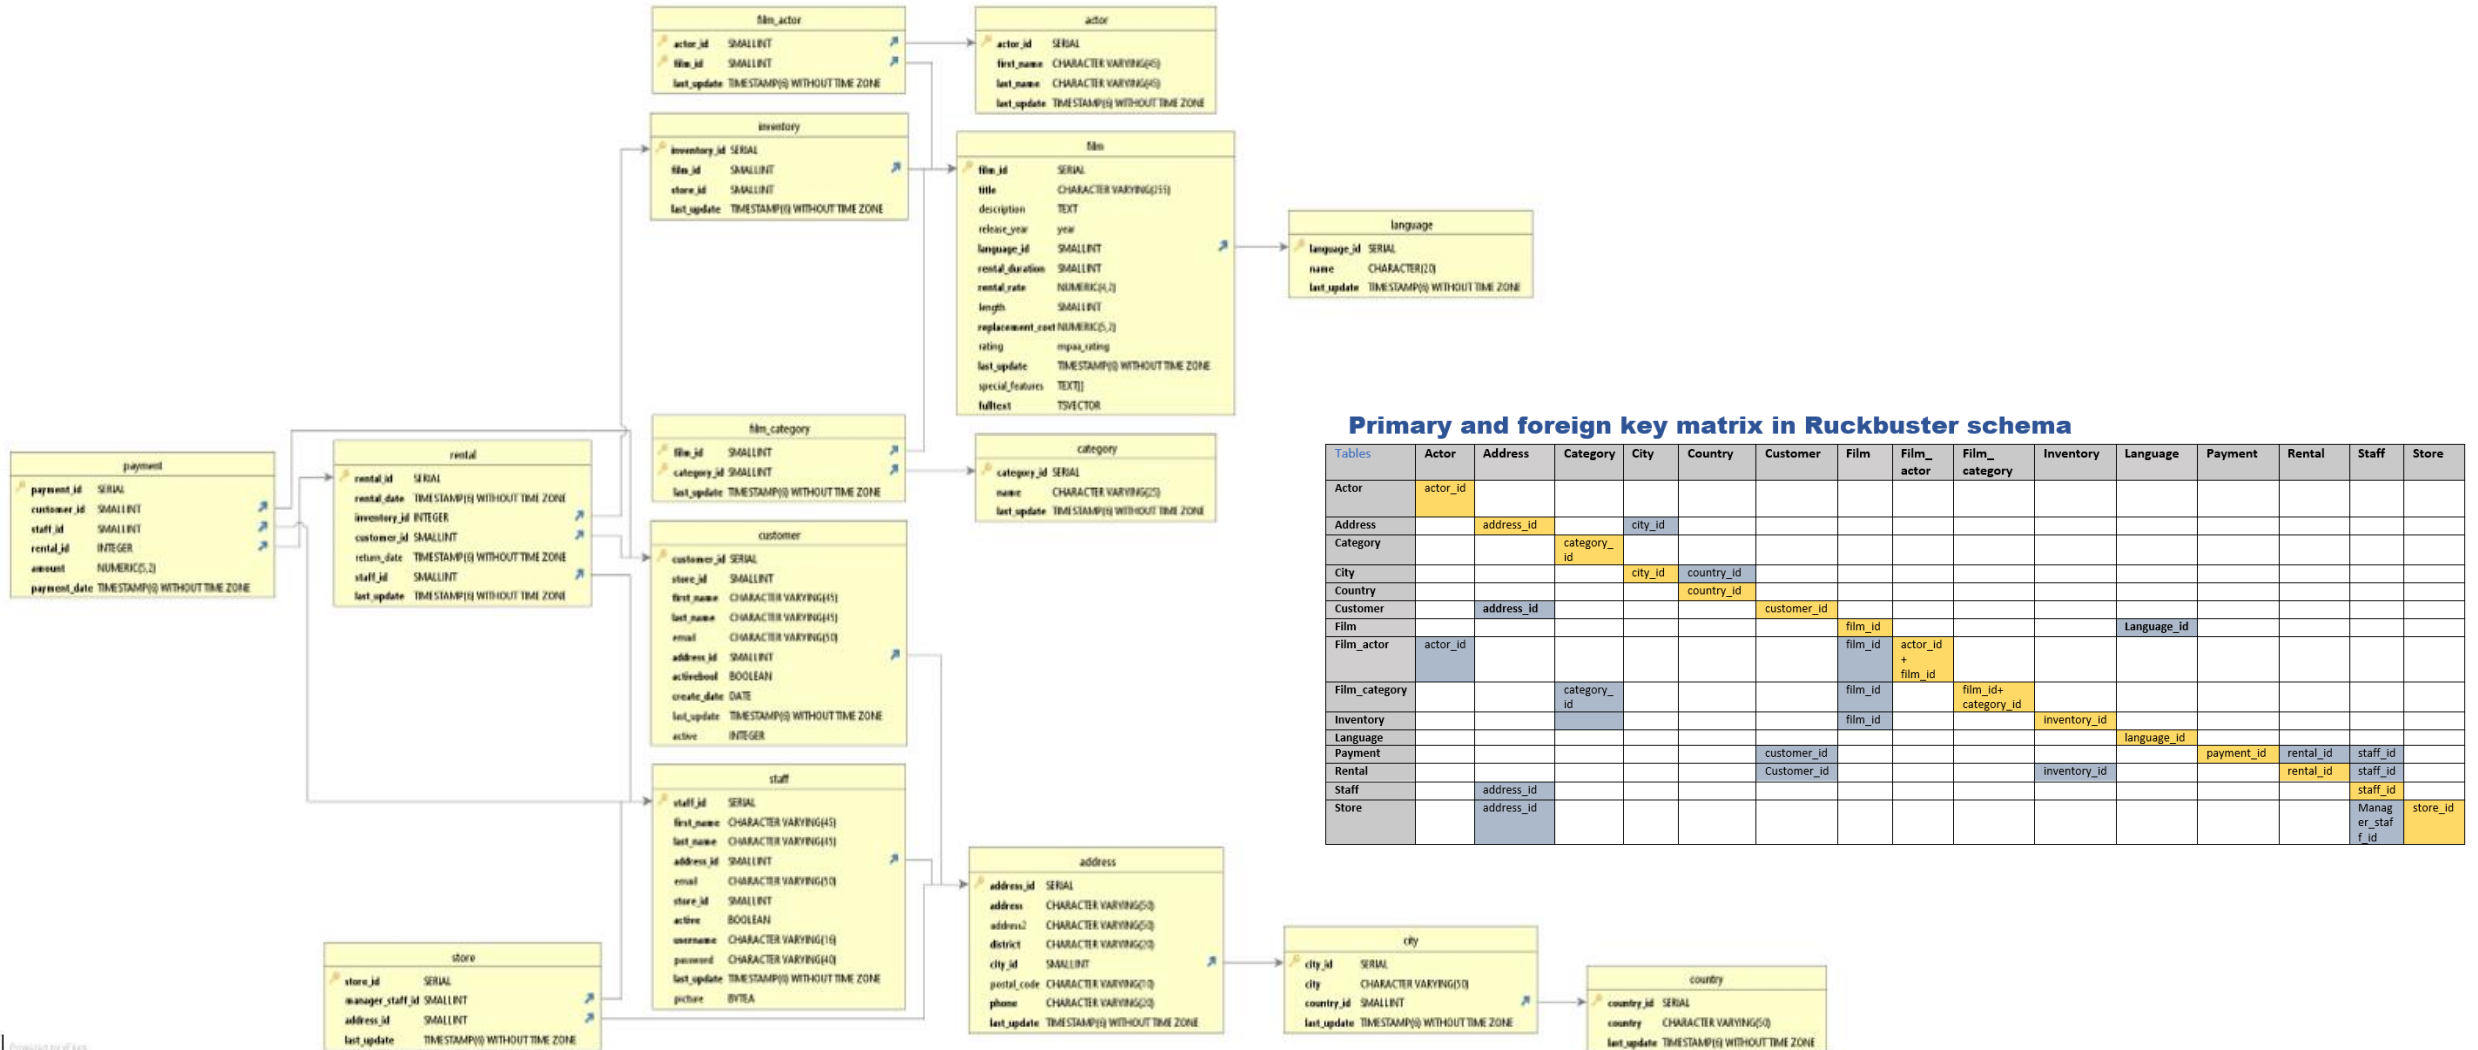 film_actor
actor_id SMALLINT
film_id SMALLINT
last_update TIMESTAMP(6) WITHOUT TIME ZONE
actor
actor_id SERIAL
first_name CHARACTER VARYING(45)
last_name CHARACTER VARYING(45)
last_update TIMESTAMP(6) WITHOUT TIME ZONE
inventory
inventory_id SERIAL
film_id SMALLINT
store_id SMALLINT
last_update TIMESTAMP(6) WITHOUT TIME ZONE
film
film_id SERIAL
title CHARACTER VARYING(255)
description TEXT
release_year year
language_id SMALLINT
rental_duration SMALLINT
rental_rate NUMERIC(4,2)
length SMALLINT
replacement_cost NUMERIC(5,2)
rating mpaa_rating
last_update TIMESTAMP(6) WITHOUT TIME ZONE
special_features TEXT[]
fulltext TSVECTOR
language
language_id SERIAL
name CHARACTER(20)
last_update TIMESTAMP(6) WITHOUT TIME ZONE
payment
payment_id SERIAL
customer_id SMALLINT
staff_id SMALLINT
rental_id INTEGER
amount NUMERIC(5,2)
payment_date TIMESTAMP(6) WITHOUT TIME ZONE
rental
rental_id SERIAL
rental_date TIMESTAMP(6) WITHOUT TIME ZONE
inventory_id INTEGER
customer_id SMALLINT
return_date TIMESTAMP(6) WITHOUT TIME ZONE
staff_id SMALLINT
last_update TIMESTAMP(6) WITHOUT TIME ZONE
film_category
film_id SMALLINT
category_id SMALLINT
last_update TIMESTAMP(6) WITHOUT TIME ZONE
category
category_id SERIAL
name CHARACTER VARYING(25)
last_update TIMESTAMP(6) WITHOUT TIME ZONE
customer
customer_id SERIAL
store_id SMALLINT
first_name CHARACTER VARYING(45)
last_name CHARACTER VARYING(45)
email CHARACTER VARYING(50)
address_id SMALLINT
activebool BOOLEAN
create_date DATE
last_update TIMESTAMP(6) WITHOUT TIME ZONE
active INTEGER
staff
staff_id SERIAL
first_name CHARACTER VARYING(45)
last_name CHARACTER VARYING(45)
address_id SMALLINT
email CHARACTER VARYING(50)
store_id SMALLINT
active BOOLEAN
username CHARACTER VARYING(16)
password CHARACTER VARYING(40)
last_update TIMESTAMP(6) WITHOUT TIME ZONE
picture BYTEA
store
store_id SERIAL
manager_staff_id SMALLINT
address_id SMALLINT
last_update TIMESTAMP(6) WITHOUT TIME ZONE
address
address_id SERIAL
address CHARACTER VARYING(50)
address2 CHARACTER VARYING(50)
district CHARACTER VARYING(20)
city_id SMALLINT
postal_code CHARACTER VARYING(10)
phone CHARACTER VARYING(20)
last_update TIMESTAMP(6) WITHOUT TIME ZONE
city
city_id SERIAL
city CHARACTER VARYING(50)
country_id SMALLINT
last_update TIMESTAMP(6) WITHOUT TIME ZONE
country
country_id SERIAL
country CHARACTER VARYING(50)
last_update TIMESTAMP(6) WITHOUT TIME ZONE
Primary and foreign key matrix in Ruckbuster schema
Tables Actor Address Category City Country Customer Film Film_ actor Film_ category Inventory Language Payment Rental Staff Store
Actor actor_id
Address address_id city_id
Category category_ id
City city_id country_id
Country country_id
Customer address_id customer_id
Film film_id Language_id
Film_actor actor_id film_id actor_id + film_id
Film_category category_ id film_id film_id+ category_id
Inventory film_id inventory_id
Language language_id
Payment customer_id payment_id rental_id staff_id
Rental Customer_id inventory_id rental_id staff_id
Staff address_id staff_id
Store address_id Manag er_staf f_id store_id